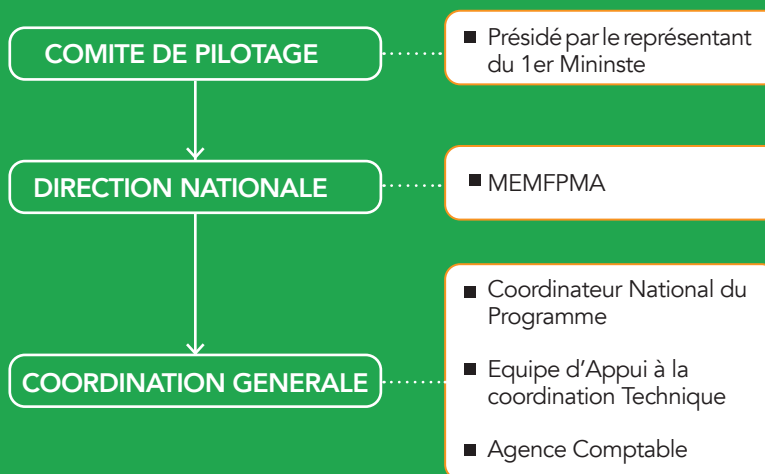 COMITE DE PILOTAGE
■ Présidé par le représentant
du 1er Mininste
DIRECTION NATIONALE
■ MEMFPMA
COORDINATION GENERALE
■ Coordinateur National du
Programme
■ Equipe d'Appui à la
coordination Technique
■ Agence Comptable